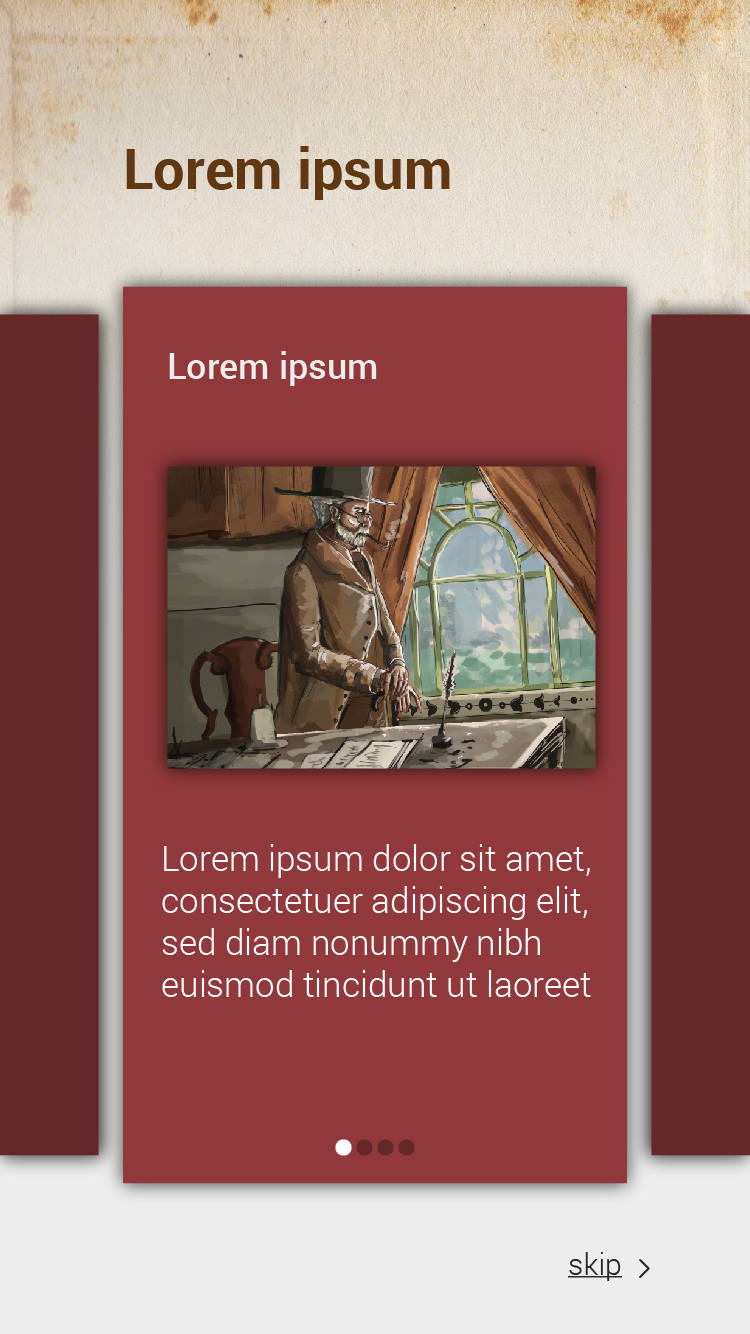 Lorem ipsum
Lorem ipsum
Lorem ipsum dolor sit amet,
consectetuer adipiscing elit,
sed diam nonummy nibh
euismod tincidunt ut laoreet
skip